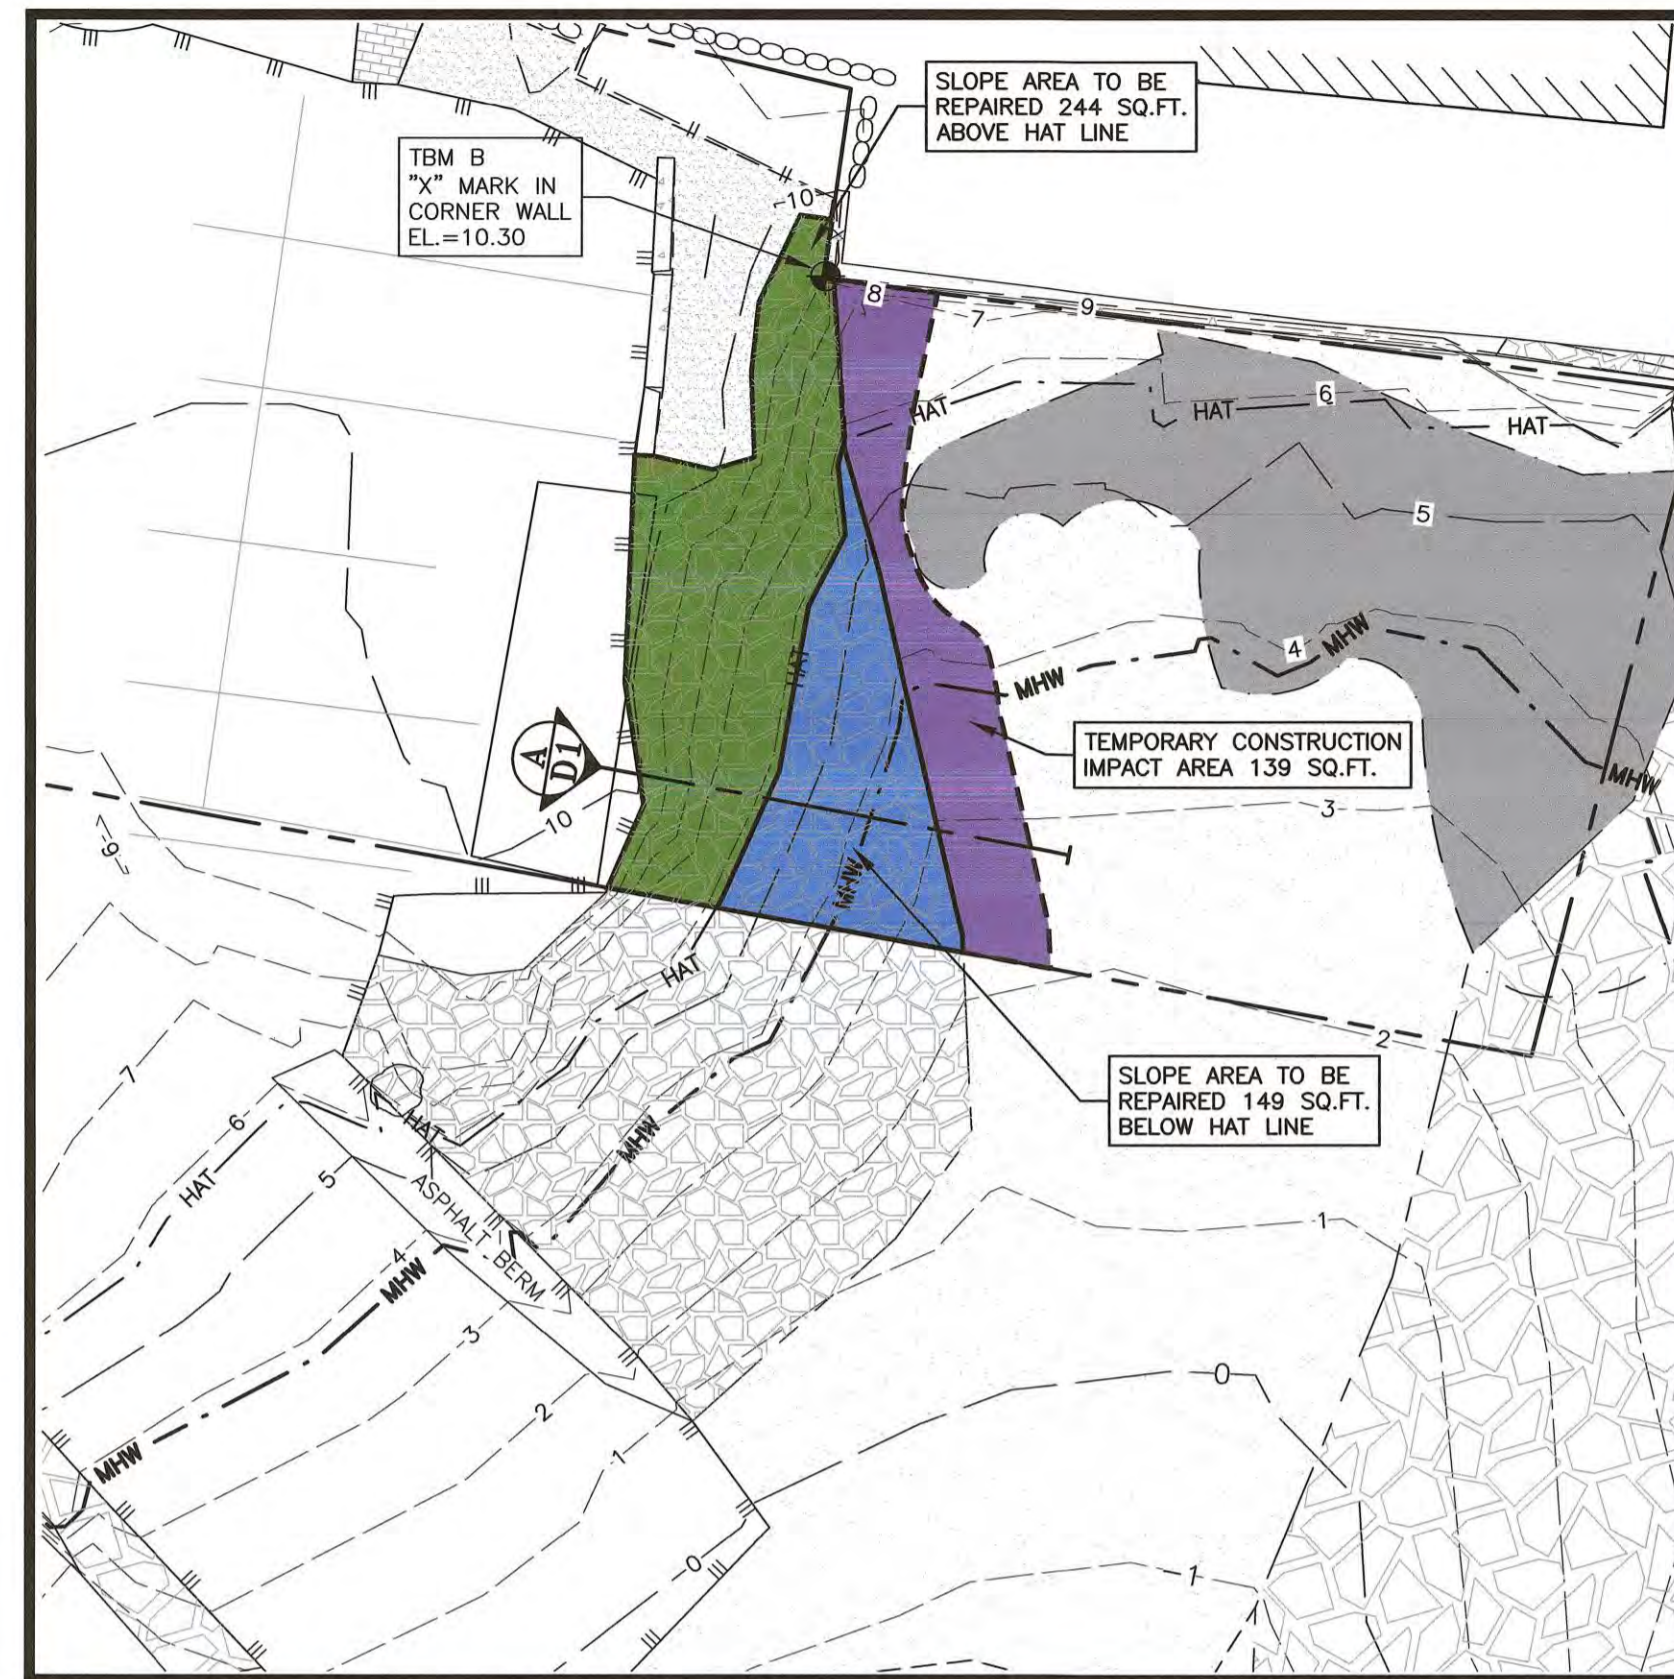 SLOPE AREA TO BE
REPAIRED 244 SQ.FT.
ABOVE HAT LINE
TBM B
"X" MARK IN
CORNER WALL
EL.=10.30
10
8
7
9
HAT
HAT
6
HAT
5
4
MHW
MHW
HAT
A
D1
TEMPORARY CONSTRUCTION
IMPACT AREA 139 SQ.FT.
MHW
3
10
9
MHW
HAT
2
SLOPE AREA TO BE
REPAIRED 149 SQ.FT.
BELOW HAT LINE
7
6
HAT
HAT
MHW
5
ASPHALT BERM
4
MHW
1
3
0
2
1
MHW
0
1